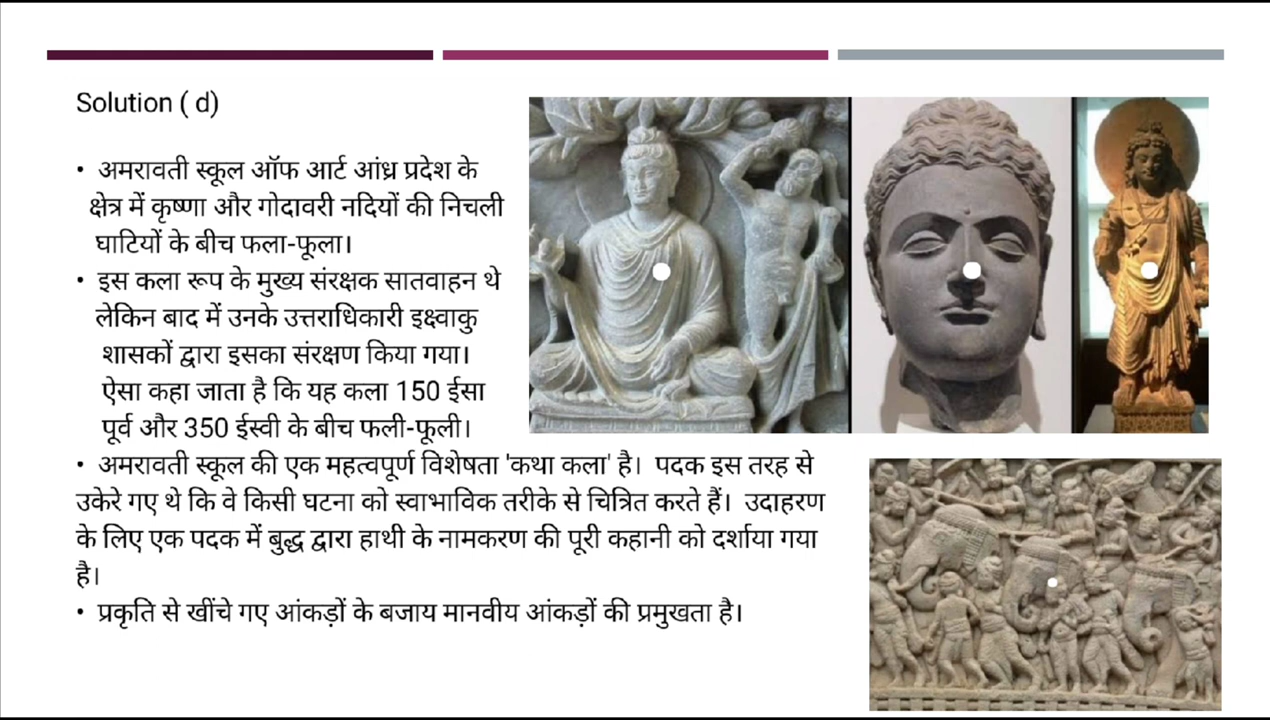 Solution ( d)
• अमरावती स्कूल ऑफ आर्ट आंध्र प्रदेश के
क्षेत्र में कृष्णा और गोदावरी नदियों की निचली
घाटियों के बीच फला-फूला।
• इस कला रूप के मुख्य संरक्षक सातवाहन थे
लेकिन बाद में उनके उत्तराधिकारी इक्ष्वाकु
शासकों द्वारा इसका संरक्षण किया गया।
ऐसा कहा जाता है कि यह कला 150 ईसा
पूर्व और 350 ईस्वी के बीच फली-फूली।
• अमरावती स्कूल की एक महत्वपूर्ण विशेषता 'कथा कला' है। पदक इस तरह से
उकेरे गए थे कि वे किसी घटना को स्वाभाविक तरीके से चित्रित करते हैं। उदाहरण
के लिए एक पदक में बुद्ध द्वारा हाथी के नामकरण की पूरी कहानी को दर्शाया गया
है।
• प्रकृति से खींचे गए आंकड़ों के बजाय मानवीय आंकड़ों की प्रमुखता है।